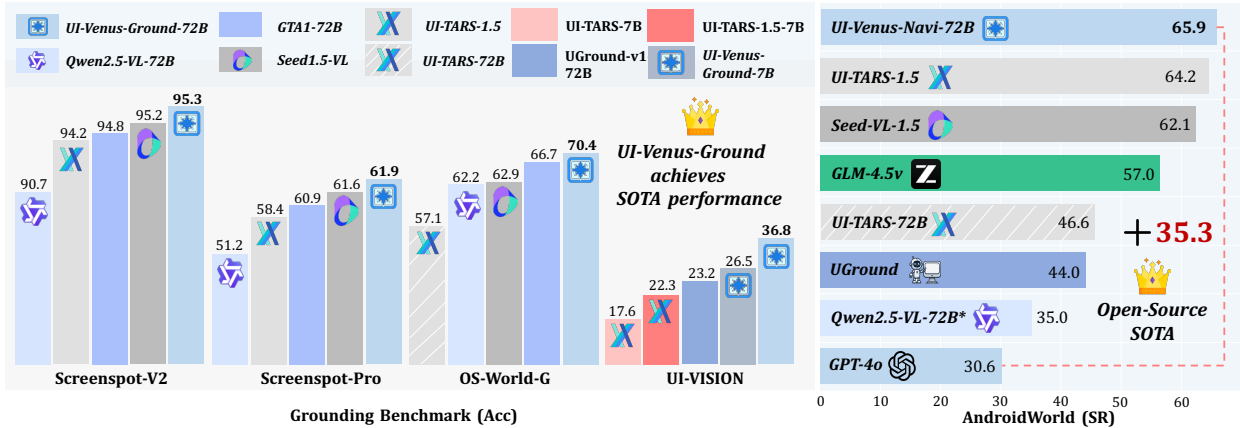 UI-Venus-Ground-72B
GTA1-72B
UI-TARS-1.5
UI-TARS-7B
UI-TARS-1.5-7B
Qwen2.5-VL-72B
Seed1.5-VL
UI-TARS-72B
UGround-v1
72B
UI-Venus-
Ground-7B
90.7
94.2
94.8
95.2
95.3
51.2
58.4
60.9
61.6
61.9
57.1
62.2
62.9
66.7
70.4
17.6
22.3
23.2
26.5
36.8
UI-Venus-Ground
achieves
SOTA performance
Screenspot-V2
Screenspot-Pro
OS-World-G
UI-VISION
Grounding Benchmark (Acc)
UI-Venus-Navi-72B 65.9
UI-TARS-1.5 64.2
Seed-VL-1.5 62.1
GLM-4.5v Z 57.0
UI-TARS-72B 46.6
+35.3
UGround 44.0
Qwen2.5-VL-72B* 35.0
Open-Source
SOTA
GPT-4o 30.6
0 10 20 30 40 50 60
AndroidWorld (SR)